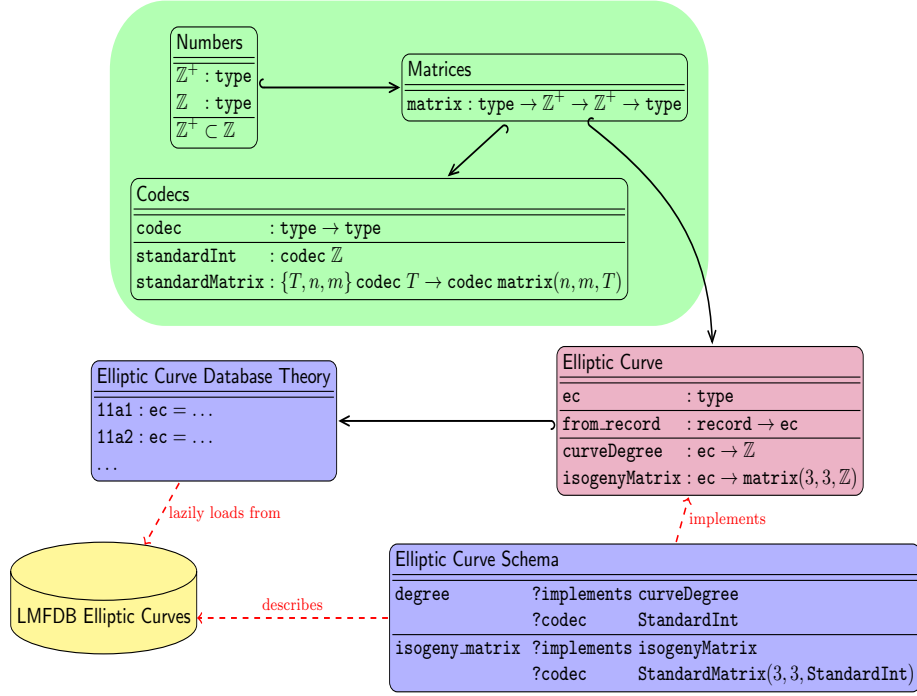 Numbers
ℤ⁺ : type
ℤ : type
ℤ⁺ ⊂ ℤ
Matrices
matrix : type → ℤ⁺ → ℤ⁺ → type
Codecs
codec : type → type
standardInt : codec ℤ
standardMatrix : {T, n, m} codec T → codec matrix(n, m, T)
Elliptic Curve Database Theory
11a1 : ec = ...
11a2 : ec = ...
...
Elliptic Curve
ec : type
from_record : record → ec
curveDegree : ec → ℤ
isogenyMatrix : ec → matrix(3, 3, ℤ)
lazily loads from
implements
LMFDB Elliptic Curves
describes
Elliptic Curve Schema
degree ?implements curveDegree
?codec StandardInt
isogeny_matrix ?implements isogenyMatrix
?codec StandardMatrix(3, 3, StandardInt)